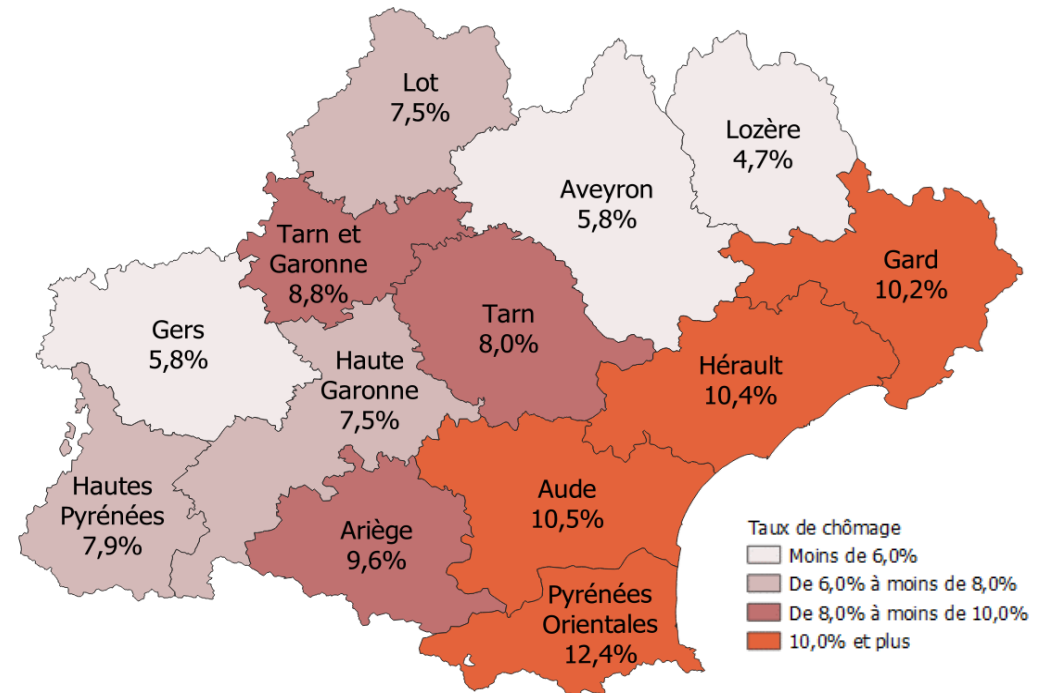 Lot
7,5%
Lozère
4,7%
Aveyron
5,8%
Tarn et
Garonne
8,8%
Gard
10,2%
Gers
5,8%
Tarn
8,0%
Haute
Garonne
7,5%
Hérault
10,4%
Hautes
Pyrénées
7,9%
Ariège
9,6%
Aude
10,5%
Pyrénées
Orientales
12,4%
Taux de chômage
Moins de 6,0%
De 6,0% à moins de 8,0%
De 8,0% à moins de 10,0%
10,0% et plus